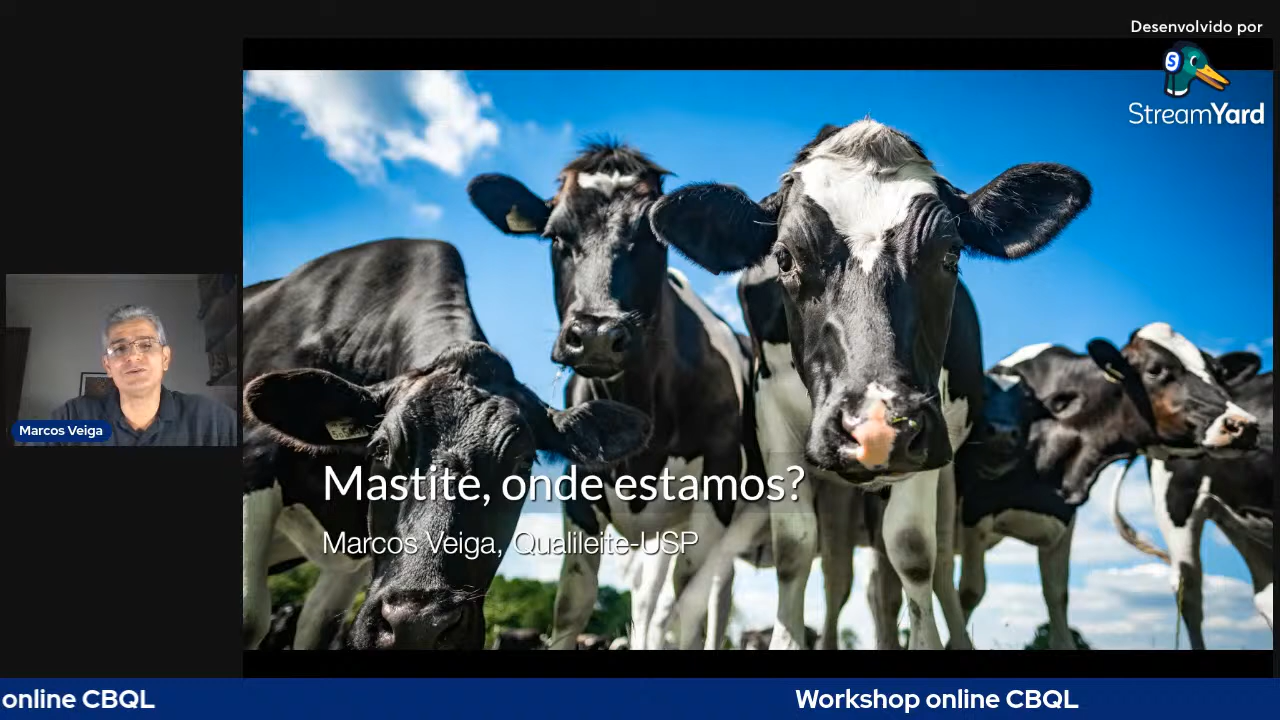 Desenvolvido por
S
StreamYard
Marcos Veiga
Mastite, onde estamos?
Marcos Veiga, Qualileite-USP
online CBQL
Workshop online CBQL